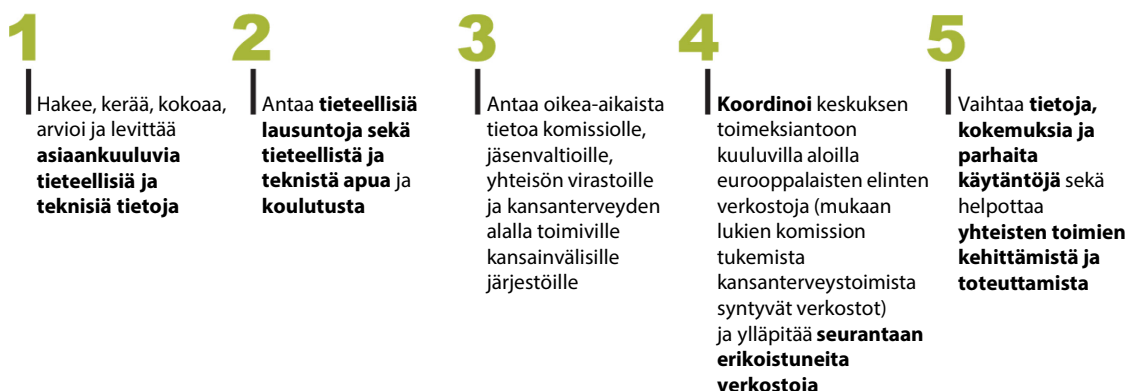 1
Hakee, kerää, kokoaa,
arvioi ja levittää
asiaankuuluvia
tieteellisiä ja
teknisiä tietoja
2
Antaa tieteellisiä
lausuntoja sekä
tieteellistä ja
teknistä apua ja
koulutusta
3
Antaa oikea-aikaista
tietoa komissiolle,
jäsenvaltioille,
yhteisön virastoille
ja kansanterveyden
alalla toimiville
kansainvälisille
järjestöille
4
Koordinoi keskuksen
toimeksiantoon
kuuluvilla aloilla
eurooppalaisten elinten
verkostoja (mukaan
lukien komission
tukemista
kansanterveystoimista
syntyvät verkostot)
ja ylläpitää seurantaan
erikoistuneita
verkostoja
5
Vaihtaa tietoja,
kokemuksia ja
parhaita
käytäntöjä sekä
helpottaa
yhteisten toimien
kehittämistä ja
toteuttamista